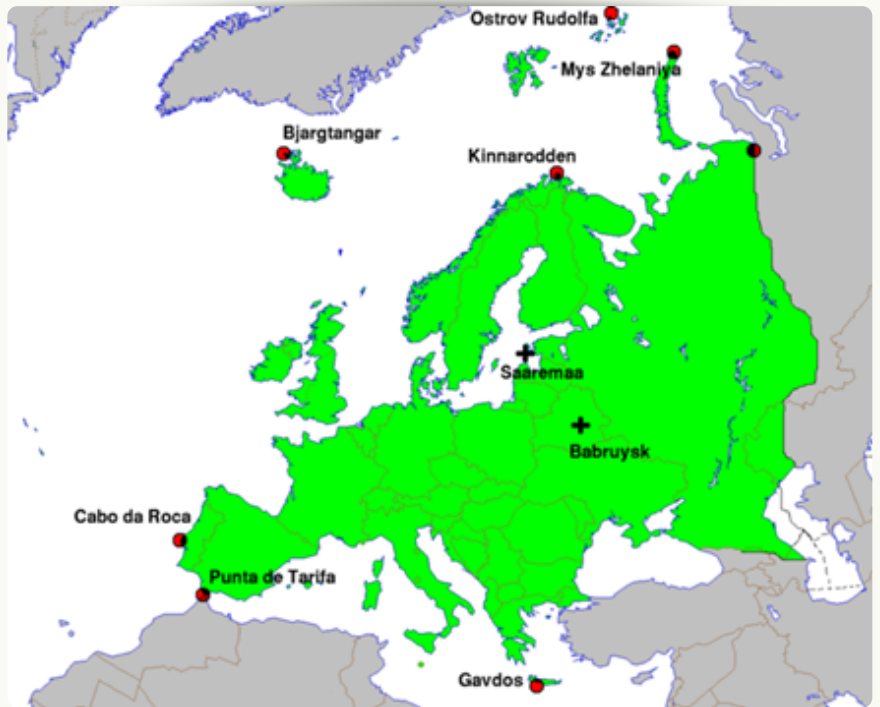 Ostrov Rudolfa
Mys Zhelaniya
Bjargtangar
Kinnarodden
Saaremaa
Babruysk
Cabo da Roca
Punta de Tarifa
Gavdos